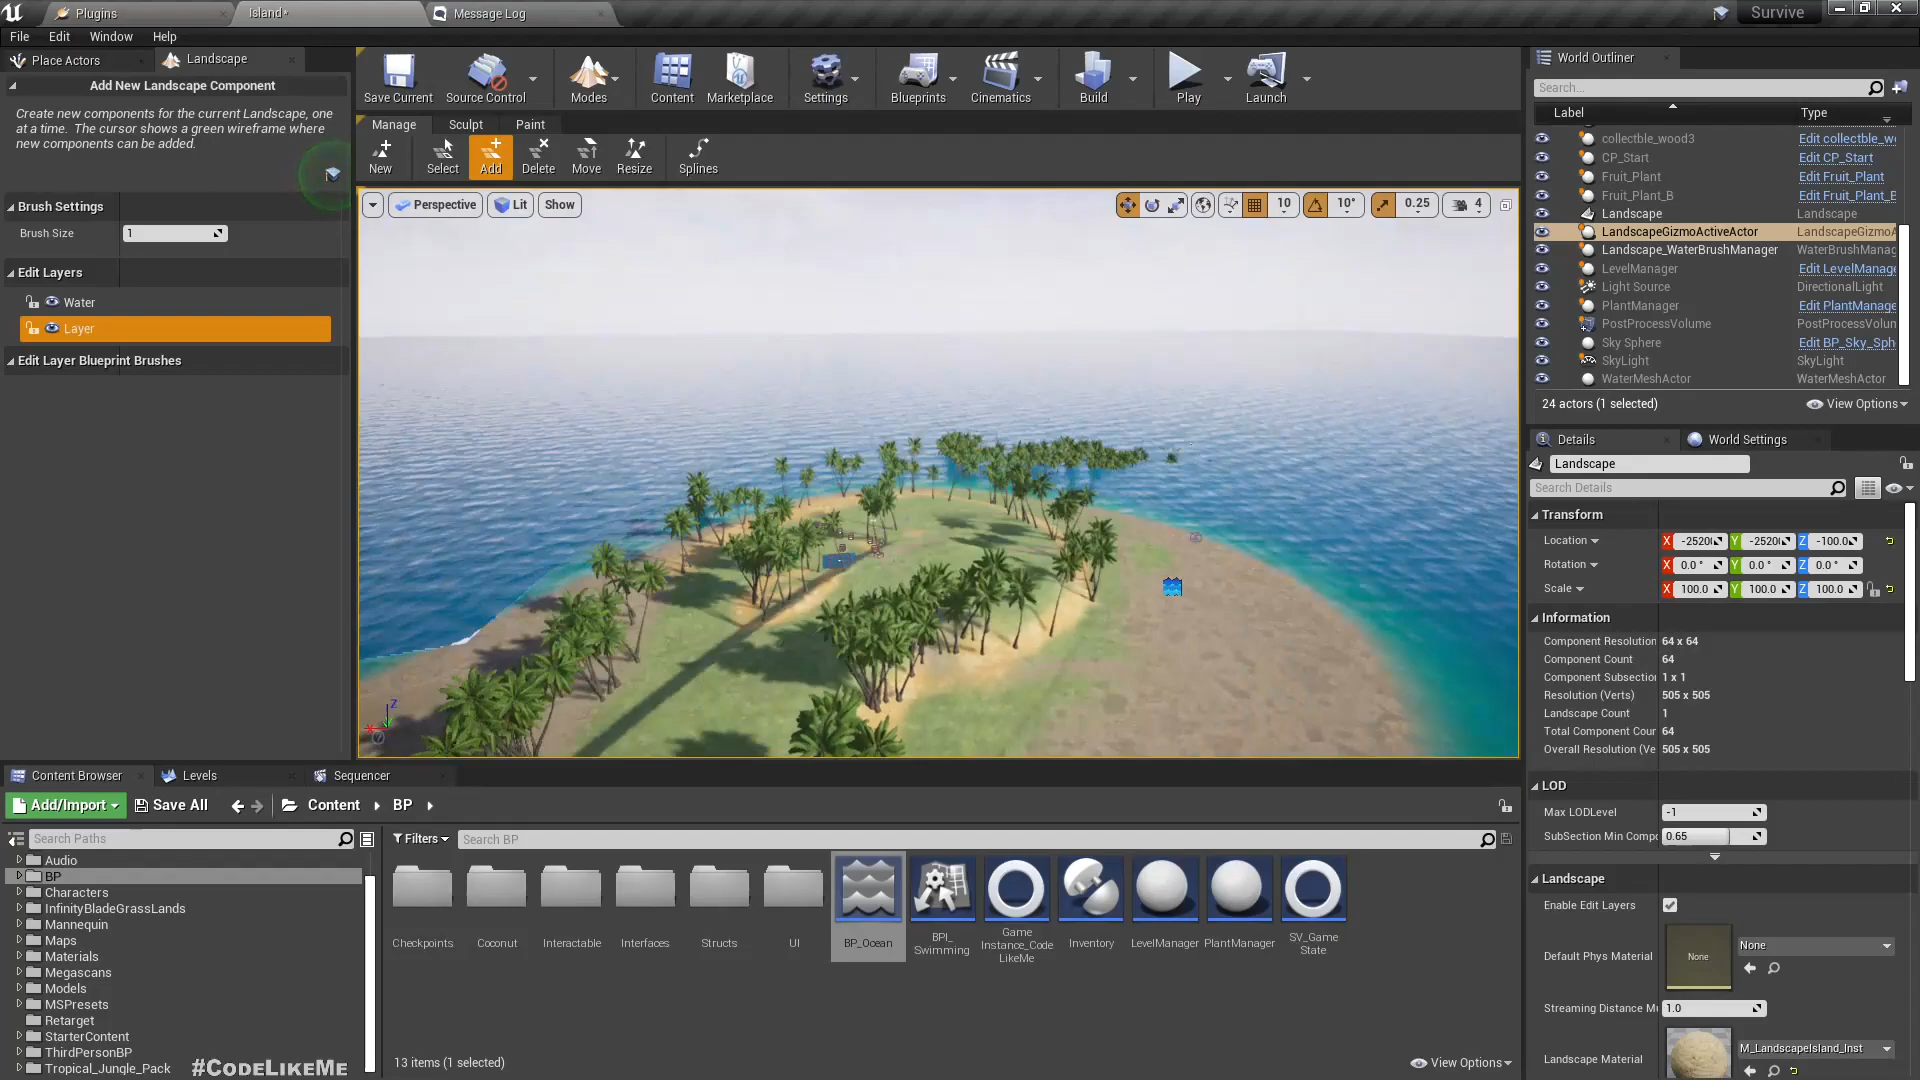 Plugins
Island•
Message Log
Survive
File Edit Window Help
Place Actors
Landscape
Add New Landscape Component
Create new components for the current Landscape, one
at a time. The cursor shows a green wireframe where
new components can be added.
Brush Settings
Brush Size 1
Edit Layers
Water
Layer
Edit Layer Blueprint Brushes
Save Current Source Control Modes Content Marketplace Settings Blueprints Cinematics Build Play Launch
Manage Sculpt Paint
New Select Add Delete Move Resize Splines
Perspective Lit Show
10 10° 0.25 4
Z
World Outliner
Search...
Label Type
collectble_wood3 Edit collectble_w
CP_Start Edit CP_Start
Fruit_Plant Edit Fruit_Plant
Fruit_Plant_B Edit Fruit_Plant_E
Landscape Landscape
LandscapeGizmoActiveActor LandscapeGizmoA
Landscape_WaterBrushManager WaterBrushManag
LevelManager Edit LevelManage
Light Source DirectionalLight
PlantManager Edit PlantManage
PostProcessVolume PostProcessVolun
Sky Sphere Edit BP_Sky_Sph
SkyLight SkyLight
WaterMeshActor WaterMeshActor
24 actors (1 selected) View Options
Details World Settings
Landscape
Search Details
Transform
Location X -2520 Y -2520 Z -100.0
Rotation X 0.0 ° Y 0.0 ° Z 0.0 °
Scale X 100.0 Y 100.0 Z 100.0
Information
Component Resolution 64 x 64
Component Count 64
Component Subsectio 1 x 1
Resolution (Verts) 505 x 505
Landscape Count 1
Total Component Cour 64
Overall Resolution (Ve 505 x 505
LOD
Max LODLevel -1
SubSection Min Compo 0.65
Landscape
Enable Edit Layers
Default Phys Material None None
Streaming Distance Mu 1.0
Landscape Material M_LandscapeIsland_Inst
Content Browser Levels Sequencer
Add/Import Save All Content BP
Search Paths
Filters Search BP
Audio
BP
Characters
InfinityBladeGrassLands
Mannequin
Maps
Materials
Megascans
Models
MSPresets
Retarget
StarterContent
ThirdPersonBP
Tropical_Jungle_Pack
#CODELIKEME
Checkpoints Coconut Interactable Interfaces Structs UI BP_Ocean BPI_
Swimming Game
Instance_Code
LikeMe Inventory LevelManager PlantManager SV_Game
State
13 items (1 selected) View Options